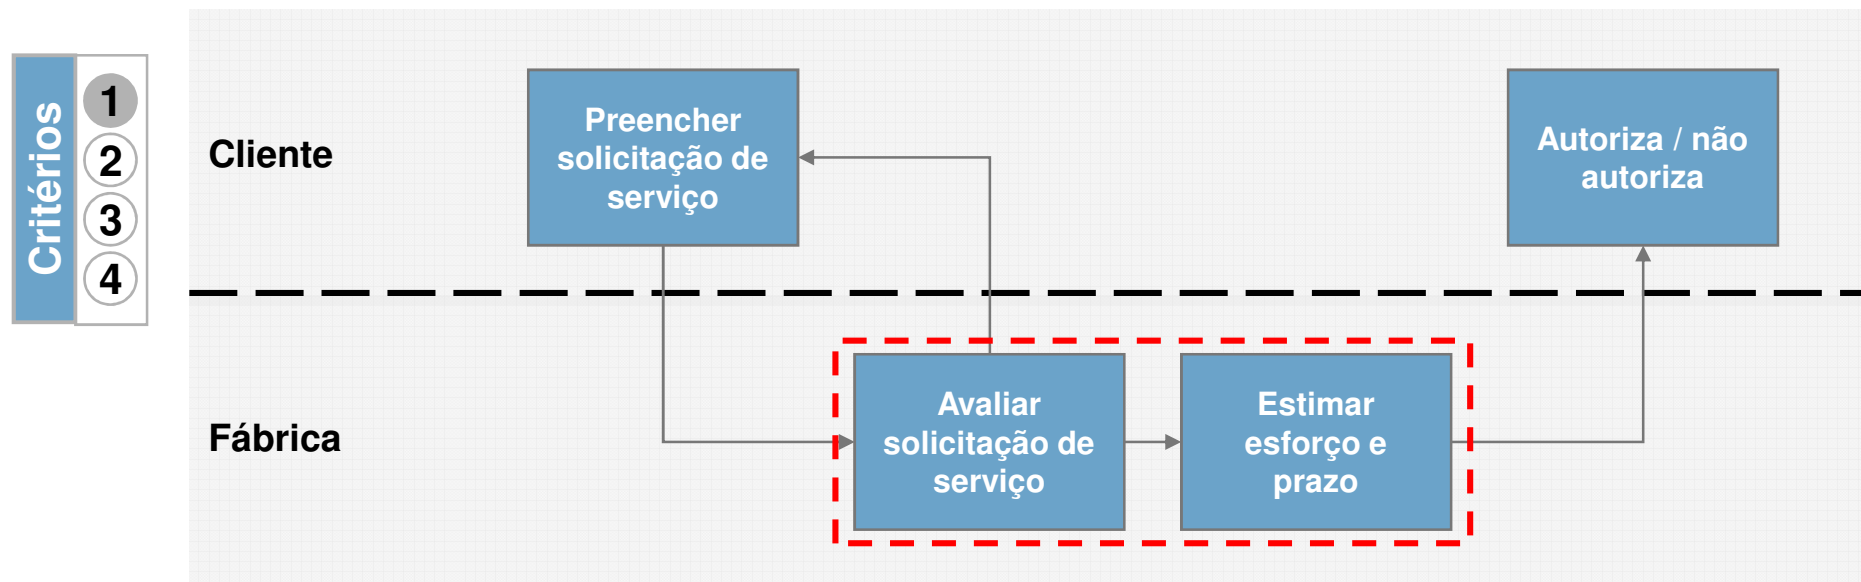 Critérios
1
2
3
4
Cliente
Preencher
solicitação de
serviço
Autoriza / não
autoriza
Fábrica
Avaliar
solicitação de
serviço
Estimar
esforço e
prazo